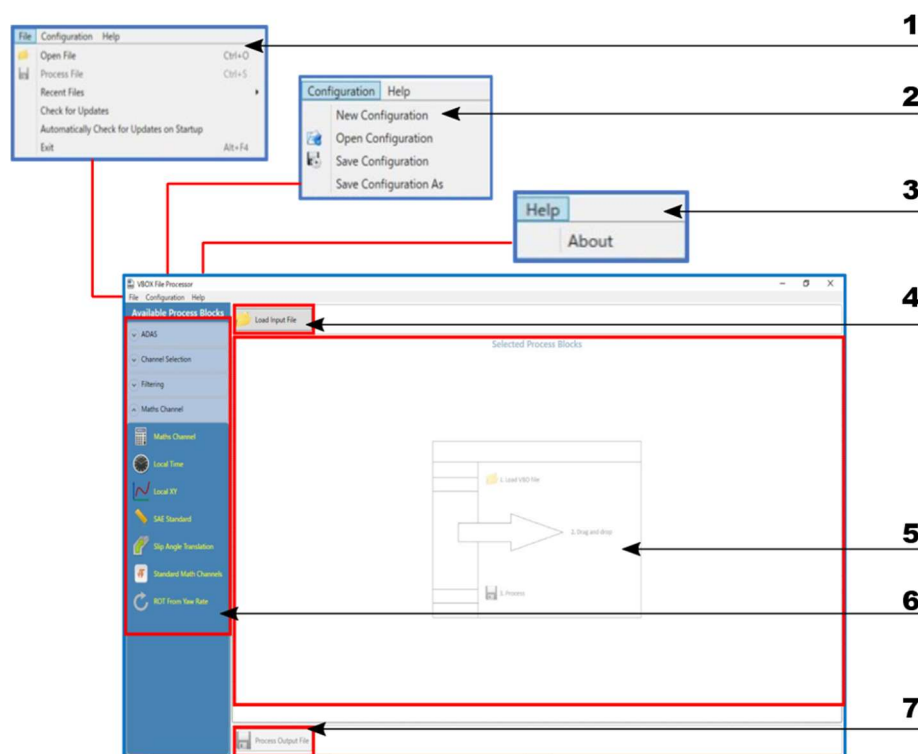 1
File Configuration Help
Open File Ctrl+O
Process File Ctrl+S
Recent Files
Check for Updates
Automatically Check for Updates on Startup
Exit Alt+F4
2
Configuration Help
New Configuration
Open Configuration
Save Configuration
Save Configuration As
3
Help
About
VBOX File Processor
File Configuration Help
Available Process Blocks
4
Load Input File
Selected Process Blocks
ADAS
Channel Selection
Filtering
Maths Channel
Maths Channel
Local Time
Local XY
SAE Standard
Slip Angle Translation
Standard Math Channels
ROT From Yaw Rate
1. Load VBO File
2. Drag and drop
3. Process
5
6
7
Process Output File